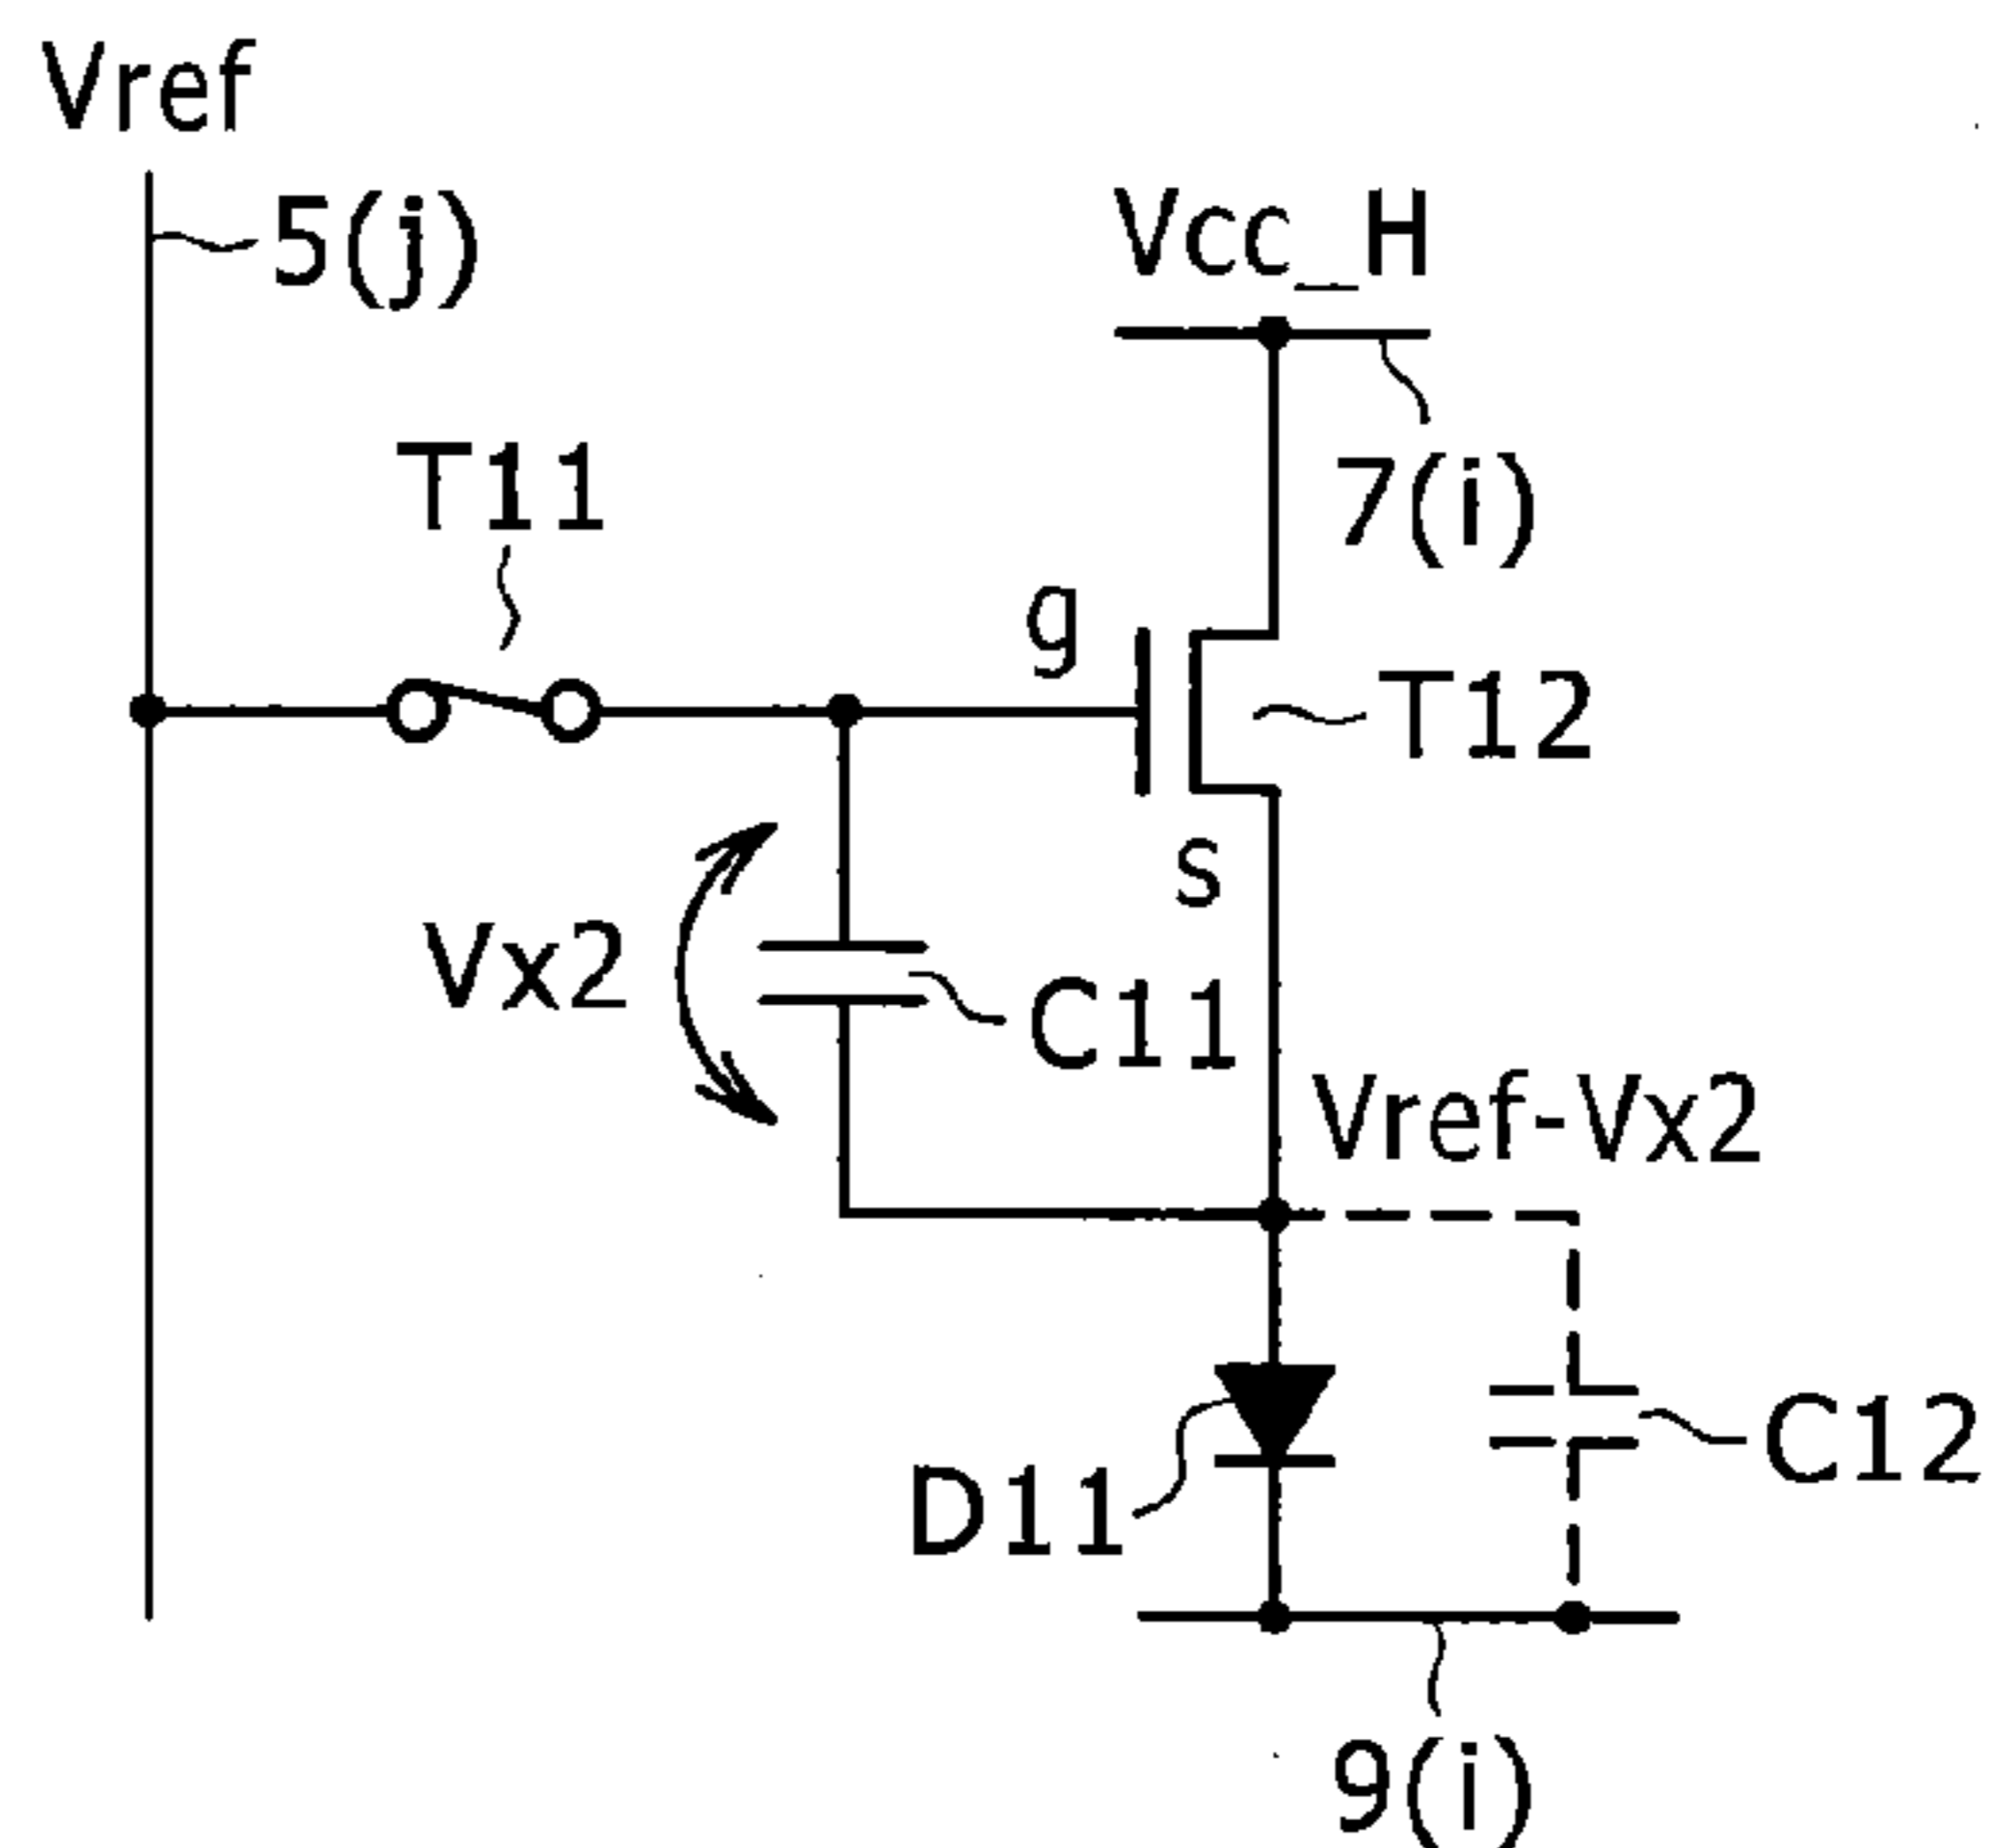 Vref
5(j)
Vcc_H
7(i)
T11
g
T12
s
Vx2
C11
Vref-Vx2
D11
C12
9(i)